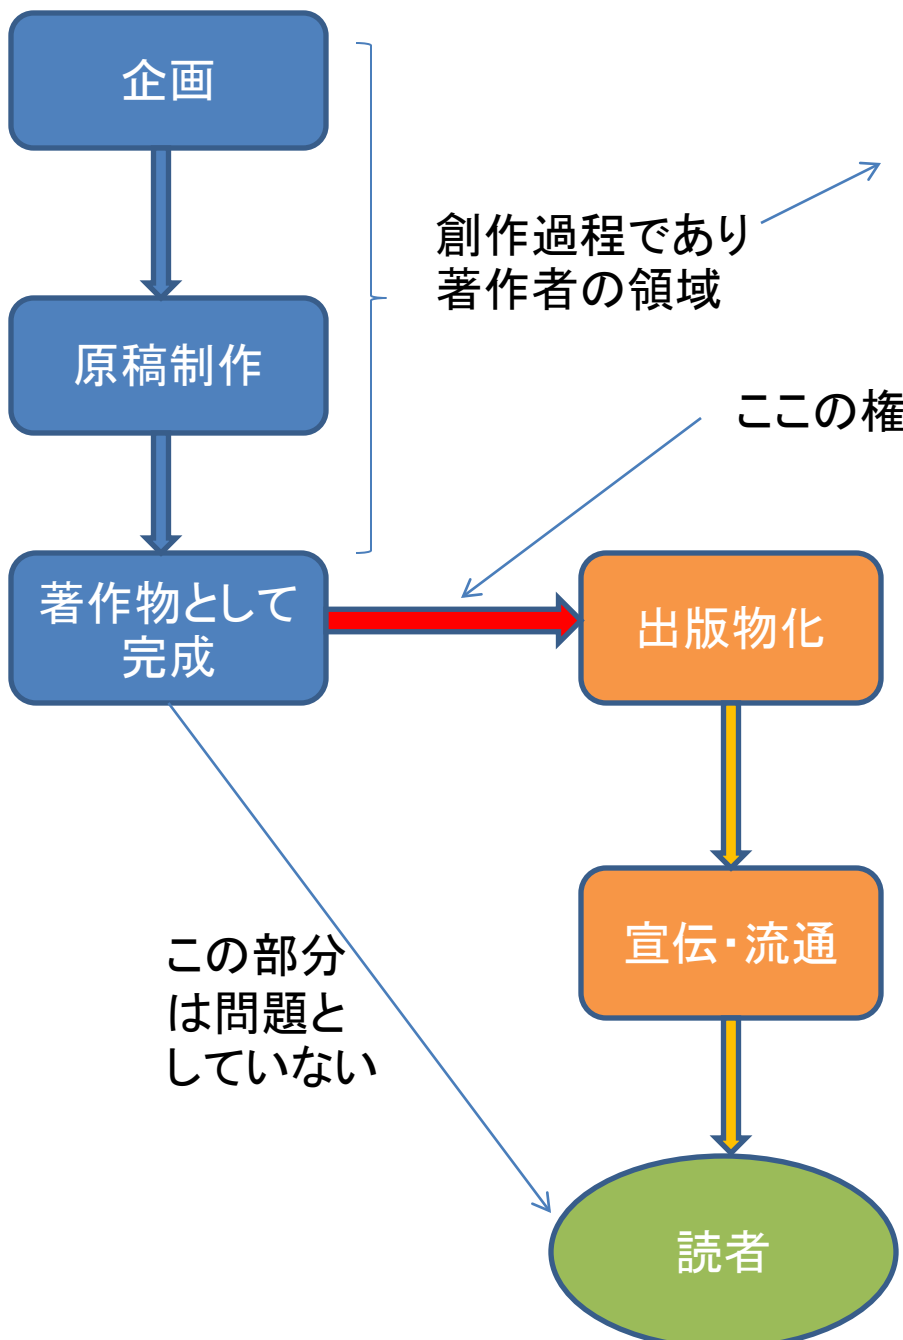 企画
創作過程であり
著作者の領域
原稿制作
ここの権
著作物として
完成
出版物化
宣伝・流通
この部分
は問題と
していない
読者